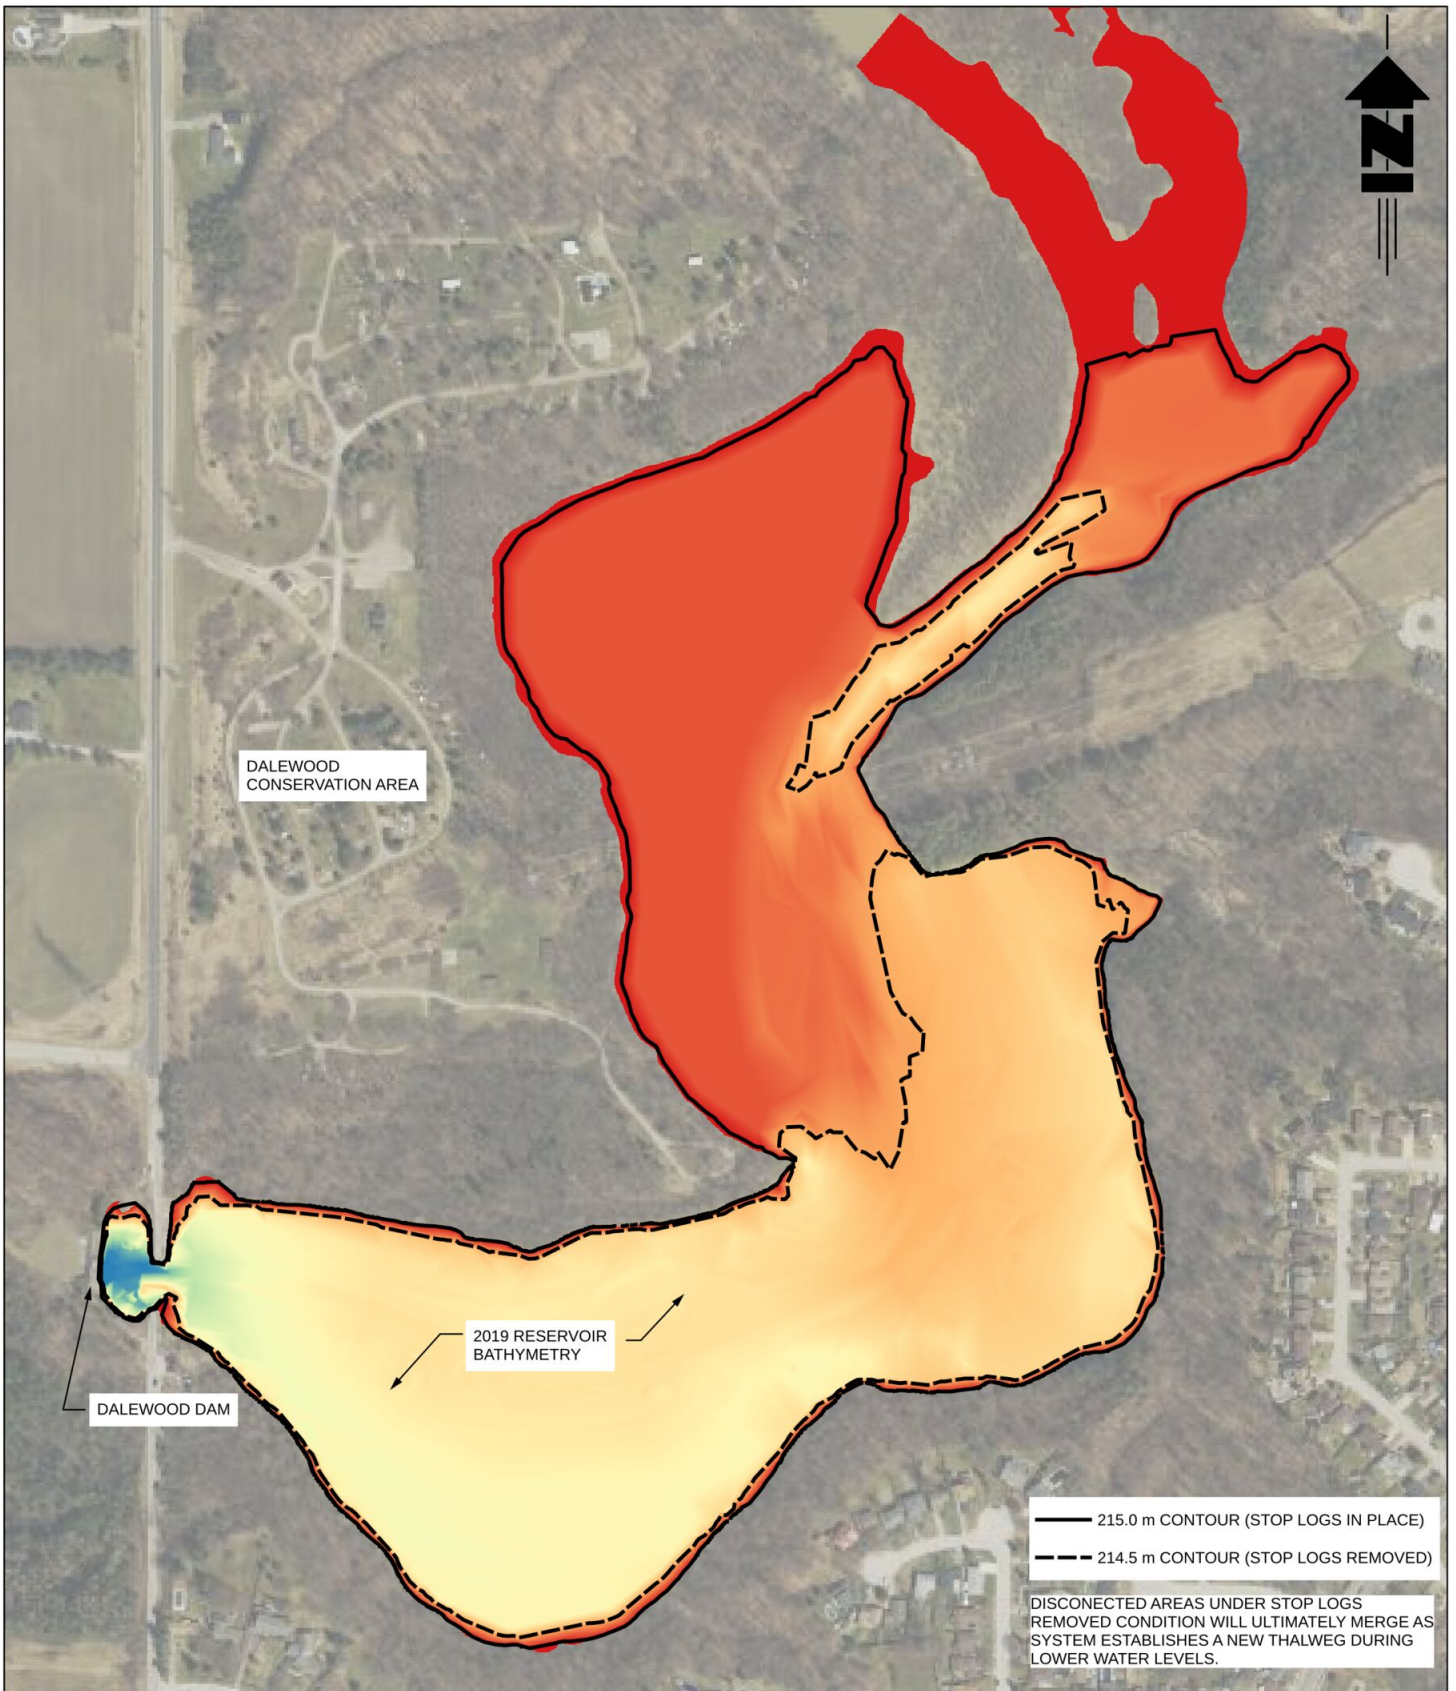 N
DALEWOOD
CONSERVATION AREA
2019 RESERVOIR
BATHYMETRY
DALEWOOD DAM
215.0 m CONTOUR (STOP LOGS IN PLACE)
214.5 m CONTOUR (STOP LOGS REMOVED)
DISCONECTED AREAS UNDER STOP LOGS
REMOVED CONDITION WILL ULTIMATELY MERGE AS
SYSTEM ESTABLISHES A NEW THALWEG DURING
LOWER WATER LEVELS.